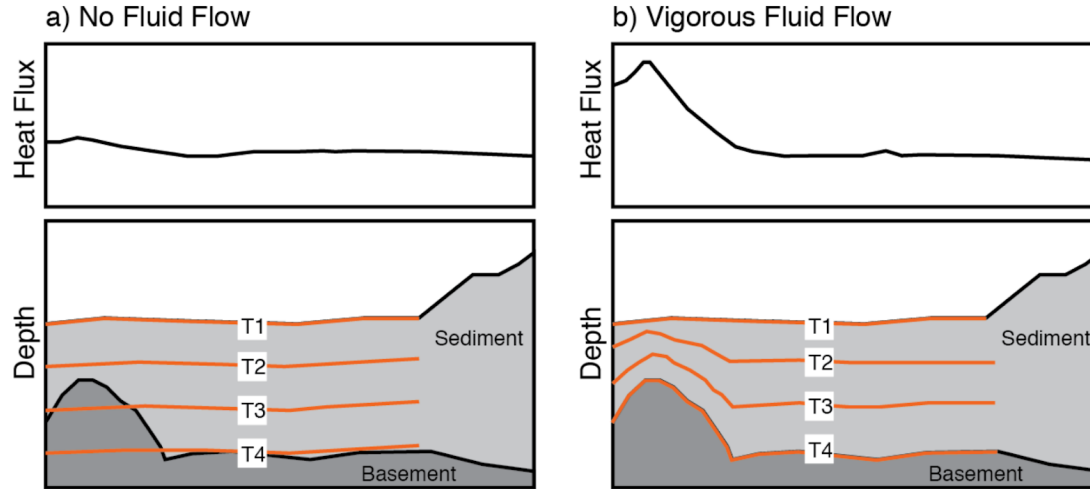 a) No Fluid Flow
Heat Flux
Depth
T1
T2
T3
T4
Sediment
Basement
b) Vigorous Fluid Flow
Heat Flux
Depth
T1
T2
T3
T4
Sediment
Basement